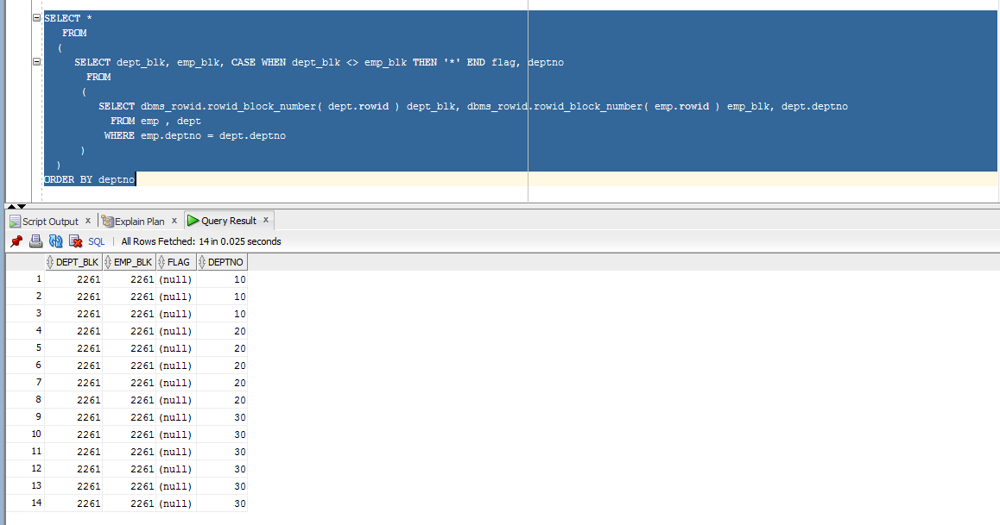 SELECT *
FROM
(
SELECT dept_blk, emp_blk, CASE WHEN dept_blk <> emp_blk THEN '*' END flag, deptno
FROM
(
SELECT dbms_rowid.rowid_block_number( dept.rowid ) dept_blk, dbms_rowid.rowid_block_number( emp.rowid ) emp_blk, dept.deptno
FROM emp , dept
WHERE emp.deptno = dept.deptno
)
)
ORDER BY deptno
Script Output x Explain Plan x Query Result x
SQL | All Rows Fetched: 14 in 0.025 seconds
DEPT_BLK EMP_BLK FLAG DEPTNO
1 2261 2261 (null) 10
2 2261 2261 (null) 10
3 2261 2261 (null) 10
4 2261 2261 (null) 20
5 2261 2261 (null) 20
6 2261 2261 (null) 20
7 2261 2261 (null) 20
8 2261 2261 (null) 20
9 2261 2261 (null) 30
10 2261 2261 (null) 30
11 2261 2261 (null) 30
12 2261 2261 (null) 30
13 2261 2261 (null) 30
14 2261 2261 (null) 30